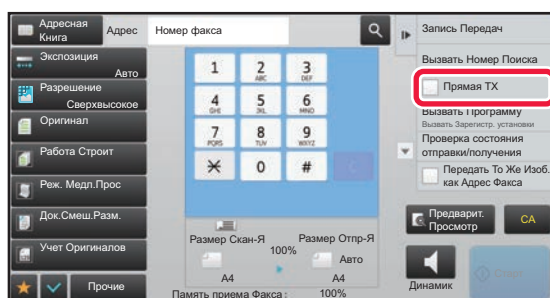 Адресная
Книга
Адрес
Номер факса
Экспозиция
Авто
Разрешение
Сверхвысокое
Оригинал
Работа Строит
Реж. Медл.Прос
Док.Смеш.Разм.
Учет Оригиналов
Прочие
1
2
ABC
3
DEF
4
GHI
5
JKL
6
MNO
7
PQRS
8
TUV
9
WXYZ
0
#
Размер Скан-Я
100%
Размер Отпр-Я
Авто
A4
A4
Память приема Факса :
100%
Запись Передач
Вызвать Номер Поиска
Прямая TX
Вызвать Программу
Вызвать Зарегистр. установки
Проверка состояния
отправки/получения
Передать То Же Изоб.
как Адрес Факса
Предварит.
Просмотр
CA
Динамик
Старт